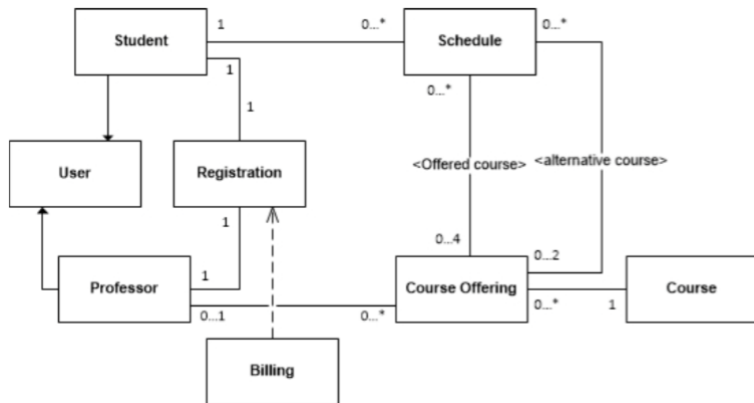 Student
1
0...*
Schedule
0...*
1
1
0...*
User
Registration
<Offered course>
<alternative course>
1
0...4
0...2
Professor
1
Course Offering
Course
0...1
0...*
0...*
1
Billing